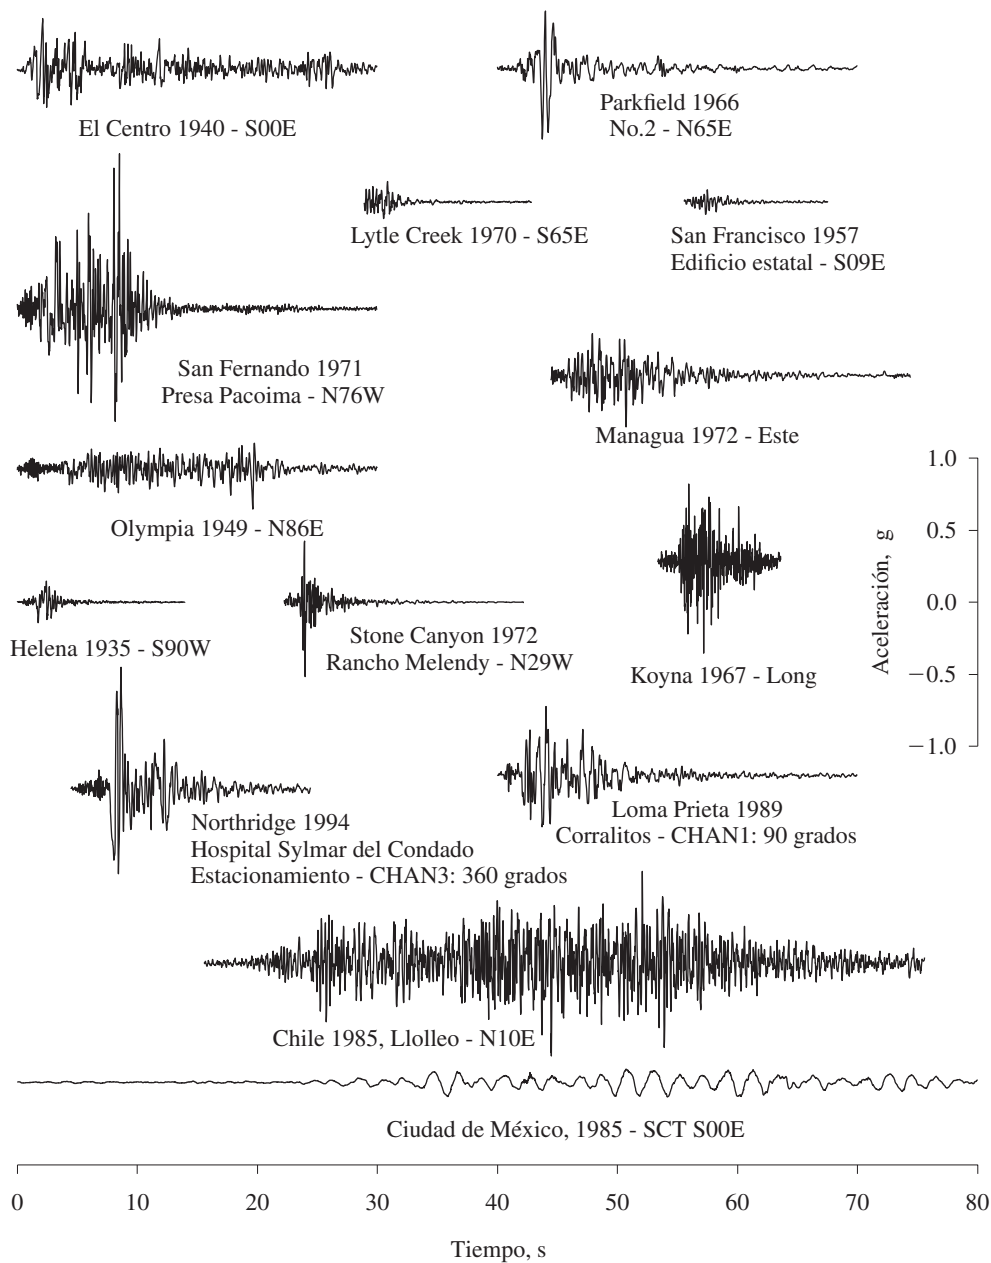 El Centro 1940 - S00E
Parkfield 1966
No.2 - N65E
Lytle Creek 1970 - S65E
San Francisco 1957
Edificio estatal - S09E
San Fernando 1971
Presa Pacoima - N76W
Managua 1972 - Este
Olympia 1949 - N86E
1.0
0.5
0.0
−0.5
−1.0
Aceleración, g
Helena 1935 - S90W
Stone Canyon 1972
Rancho Melendy - N29W
Koyna 1967 - Long
Northridge 1994
Hospital Sylmar del Condado
Estacionamiento - CHAN3: 360 grados
Loma Prieta 1989
Corralitos - CHAN1: 90 grados
Chile 1985, Llolleo - N10E
Ciudad de México, 1985 - SCT S00E
0 10 20 30 40 50 60 70 80
Tiempo, s